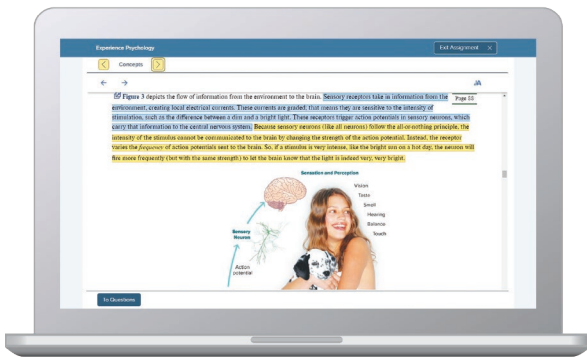 Experience Psychology
Exit Assignment ×
Concepts
Figure 3 depicts the flow of information from the environment to the brain. Sensory receptors take in information from the
Page 88
environment, creating local electrical currents. These currents are graded; that means they are sensitive to the intensity of
stimulation, such as the difference between a dim and a bright light. These receptors trigger action potentials in sensory neurons, which
carry that information to the central nervous system. Because sensory neurons (like all neurons) follow the all-or-nothing principle, the
intensity of the stimulus cannot be communicated to the brain by changing the strength of the action potential. Instead, the receptor
varies the frequency of action potentials sent to the brain. So, if a stimulus is very intense, like the bright sun on a hot day, the neuron will
fire more frequently (but with the same strength) to let the brain know that the light is indeed very, very bright.
Sensation and Perception
Vision
Taste
Smell
Hearing
Balance
Touch
Sensory
Neuron
Action
potential
To Questions